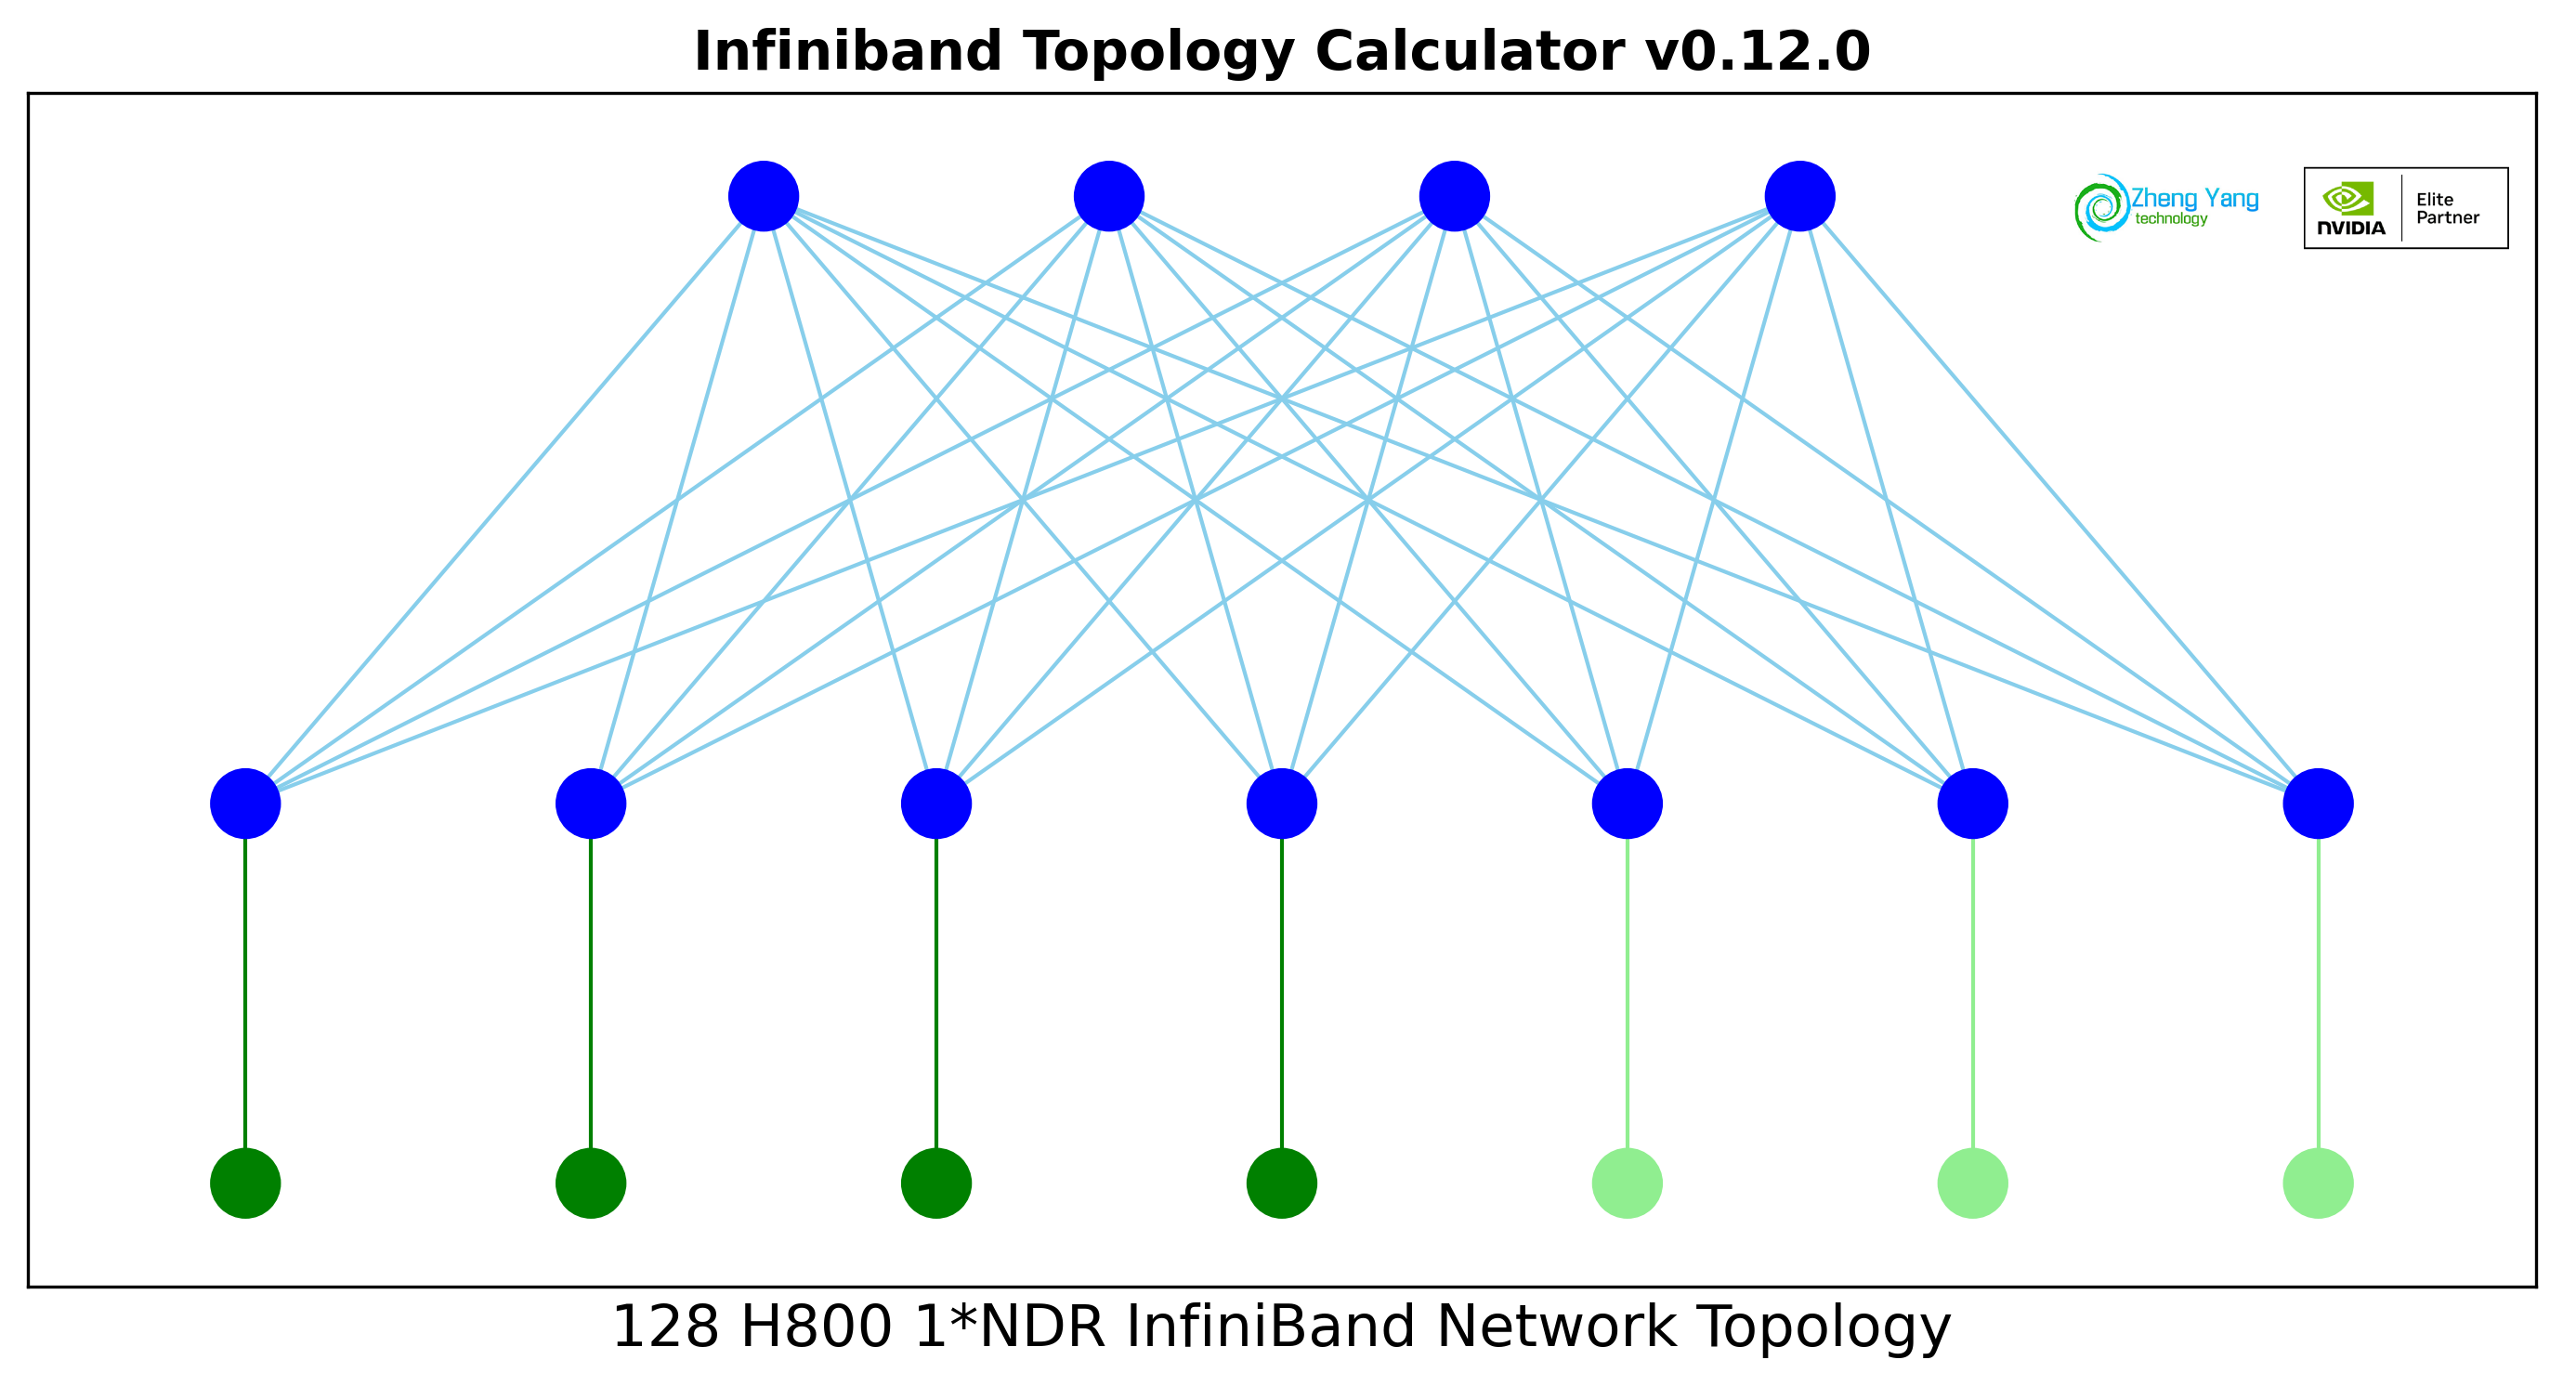 Infiniband Topology Calculator v0.12.0
Zheng Yang
technology
NVIDIA
Elite
Partner
128 H800 1*NDR InfiniBand Network Topology